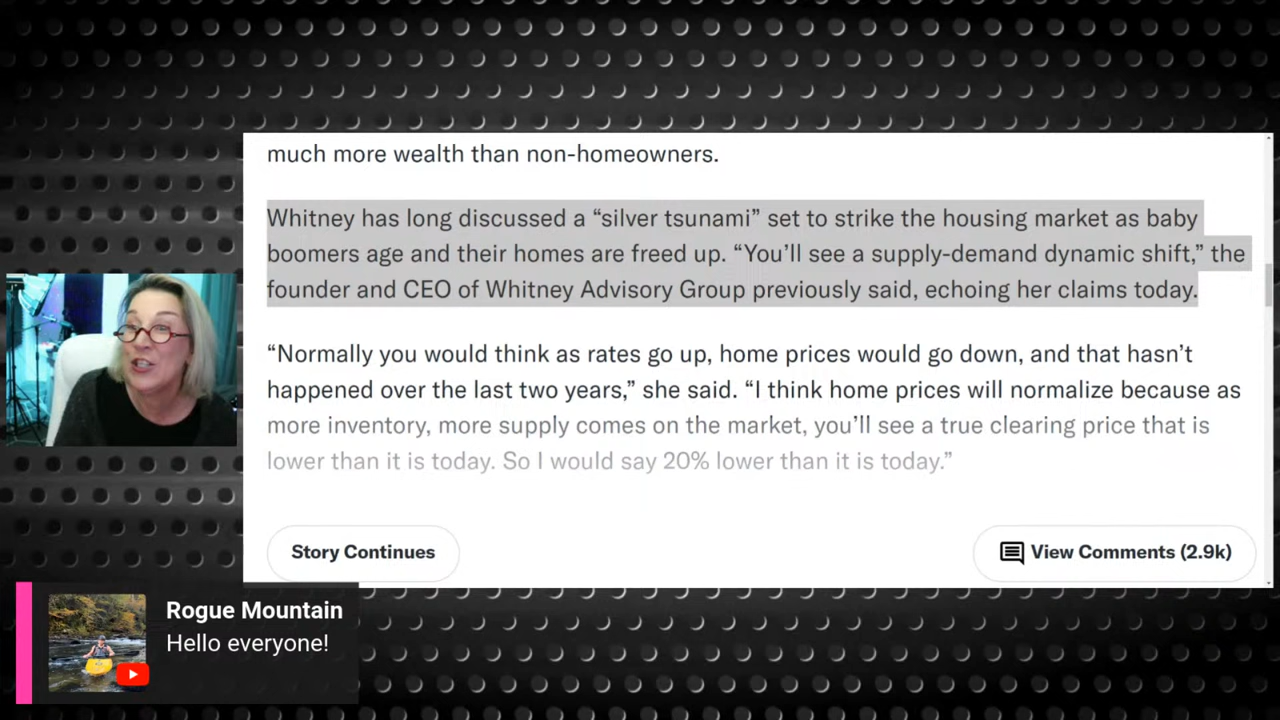 much more wealth than non-homeowners.
Whitney has long discussed a “silver tsunami” set to strike the housing market as baby
boomers age and their homes are freed up. “You’ll see a supply-demand dynamic shift,” the
founder and CEO of Whitney Advisory Group previously said, echoing her claims today.
“Normally you would think as rates go up, home prices would go down, and that hasn’t
happened over the last two years,” she said. “I think home prices will normalize because as
more inventory, more supply comes on the market, you’ll see a true clearing price that is
lower than it is today. So I would say 20% lower than it is today.”
Story Continues
View Comments (2.9k)
Rogue Mountain
Hello everyone!